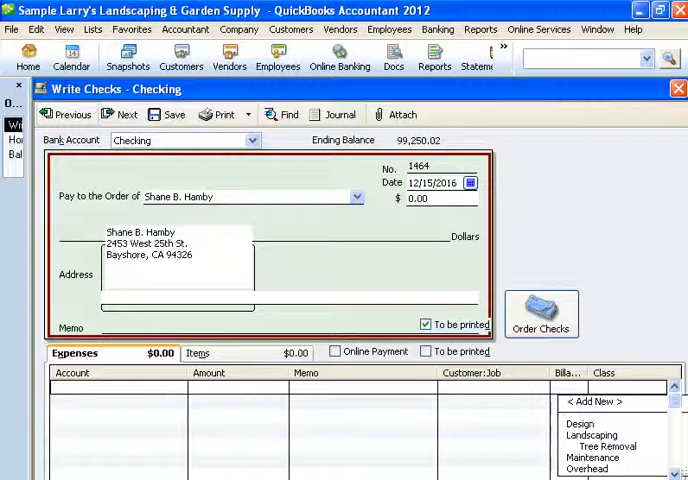 Sample Larry's Landscaping & Garden Supply - QuickBooks Accountant 2012
File Edit View Lists Favorites Accountant Company Customers Vendors Employees Banking Reports Online Services Window Help
Home Calendar Snapshots Customers Vendors Employees Online Banking Docs Reports Stateme
O...
Write Checks - Checking
Previous Next Save Print Find Journal Attach
Wri
Ho
Bal
Bank Account Checking Ending Balance 99,250.02
No. 1464
Date 12/15/2016
Pay to the Order of Shane B. Hamby $ 0.00
Dollars
Shane B. Hamby
2453 West 25th St.
Bayshore, CA 94326
Address
Memo
To be printed
Order Checks
Expenses $0.00 Items $0.00 Online Payment To be printed
Account Amount Memo Customer:Job Billa... Class
< Add New >
Design
Landscaping
Tree Removal
Maintenance
Overhead